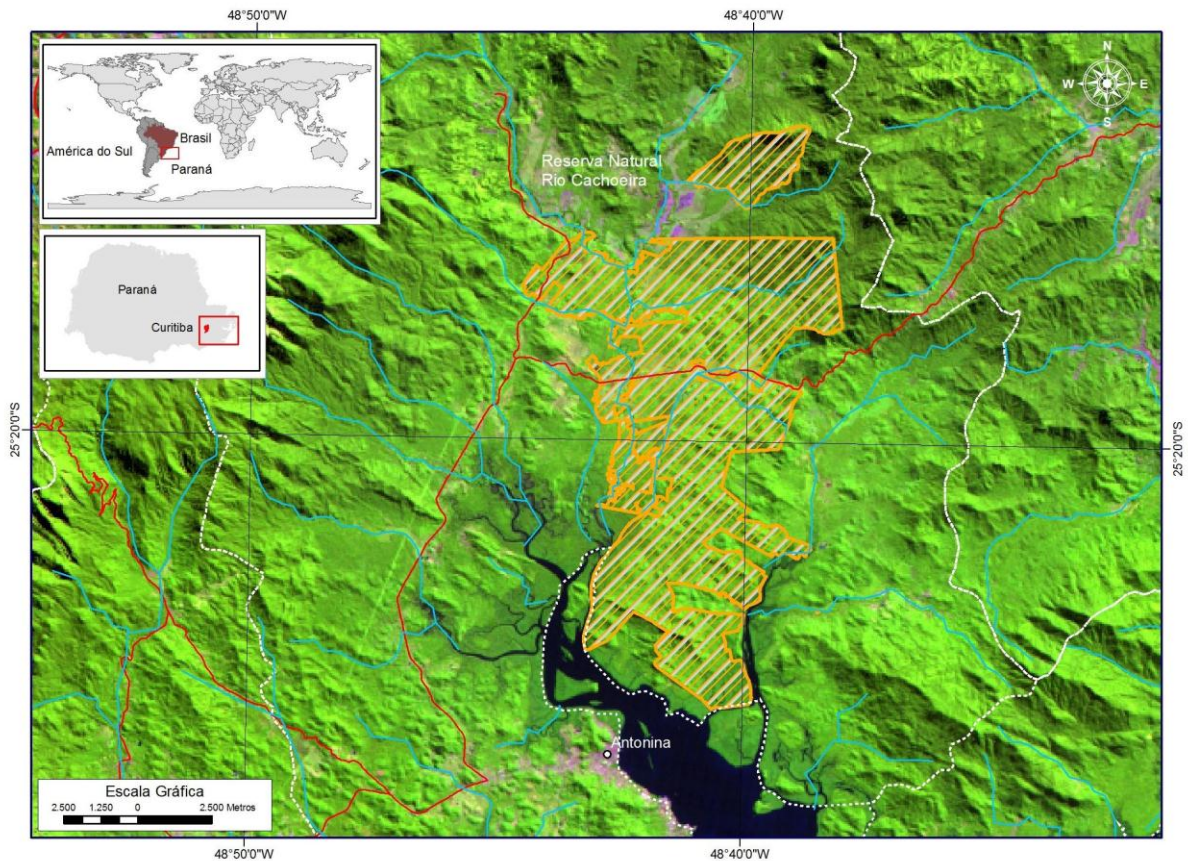 48°50'0"W
48°40'0"W
N
W
E
S
Brasil
América do Sul
Paraná
Reserva Natural
Rio Cachoeira
Paraná
Curitiba
25°20'0"S
25°20'0"S
Antonina
Escala Gráfica
2.500 1.250 0 2.500 Metros
48°50'0"W
48°40'0"W